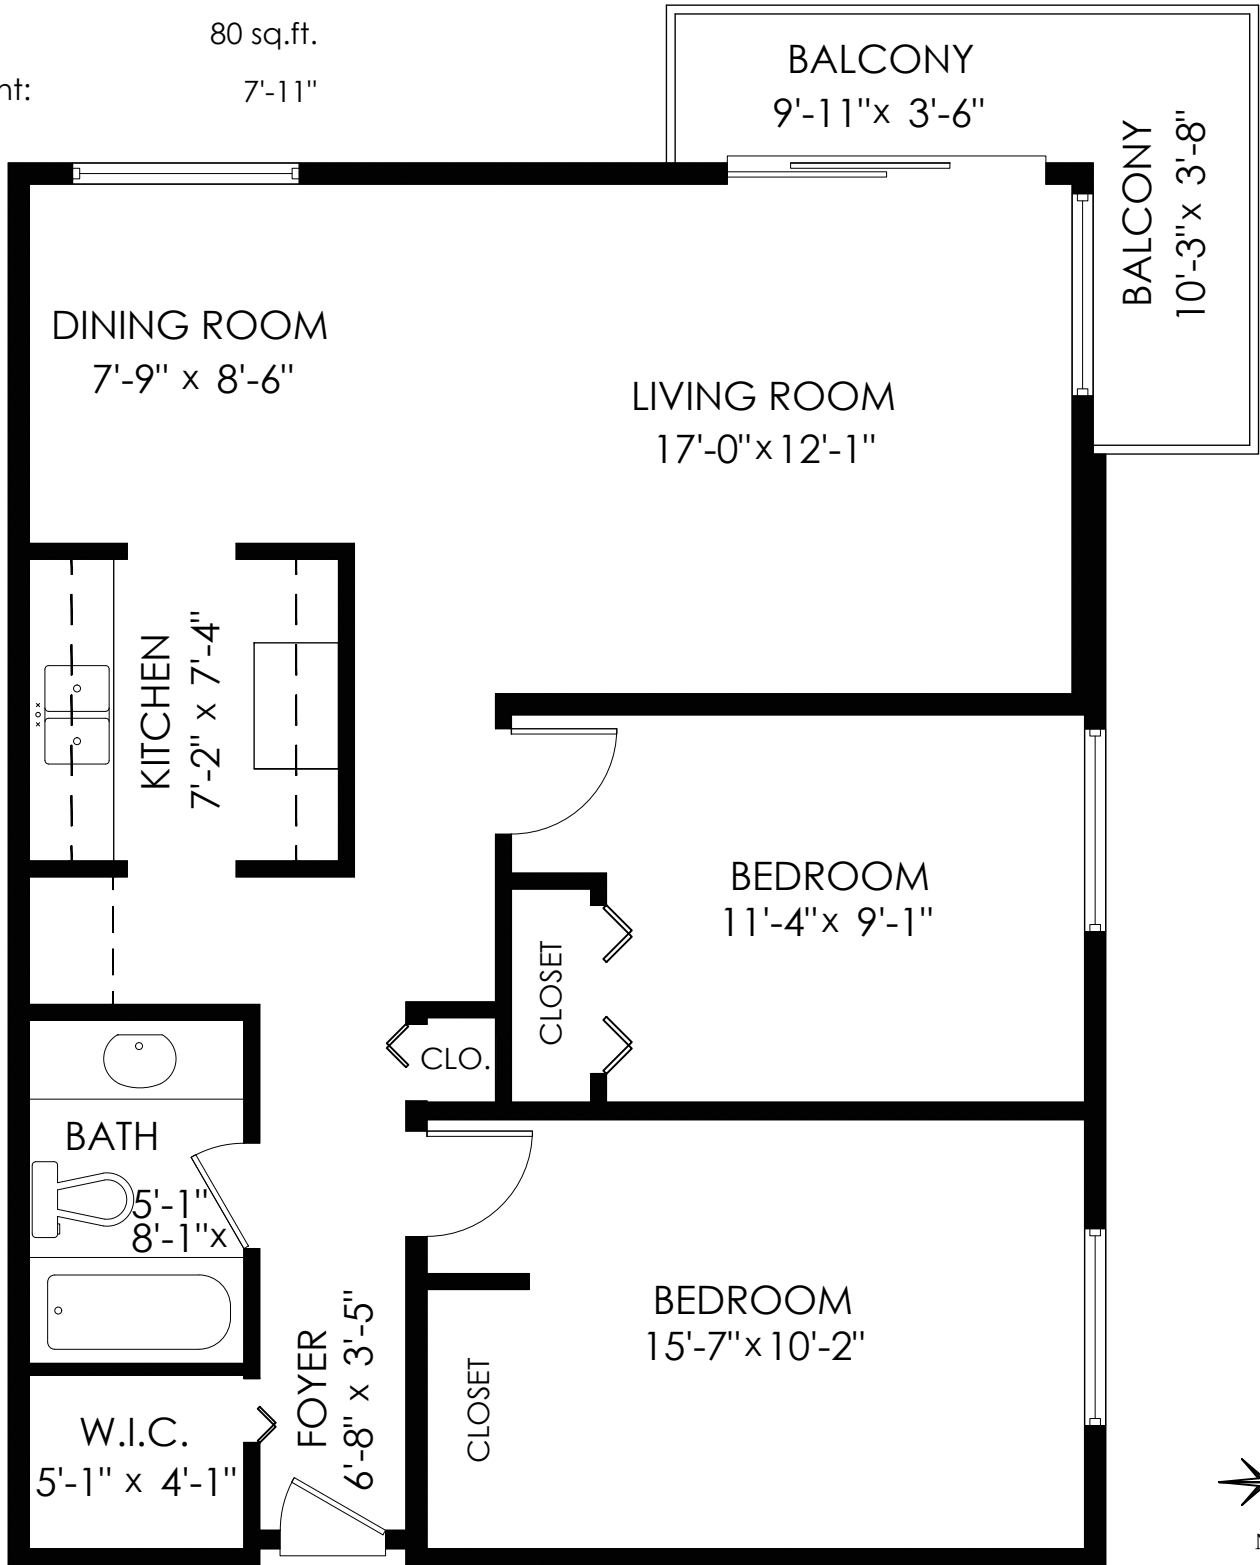 80 sq.ft.
nt:
7'-11"
BALCONY
9'-11"x 3'-6"
BALCONY
10'-3"x 3'-8"
DINING ROOM
7'-9" x 8'-6"
LIVING ROOM
17'-0"x 12'-1"
KITCHEN
7'-2" x 7'-4"
BEDROOM
11'-4"x 9'-1"
CLOSET
CLO.
BATH
5'-1"
8'-1"x
BEDROOM
15'-7"x 10'-2"
FOYER
6'-8" x 3'-5"
CLOSET
W.I.C.
5'-1" x 4'-1"